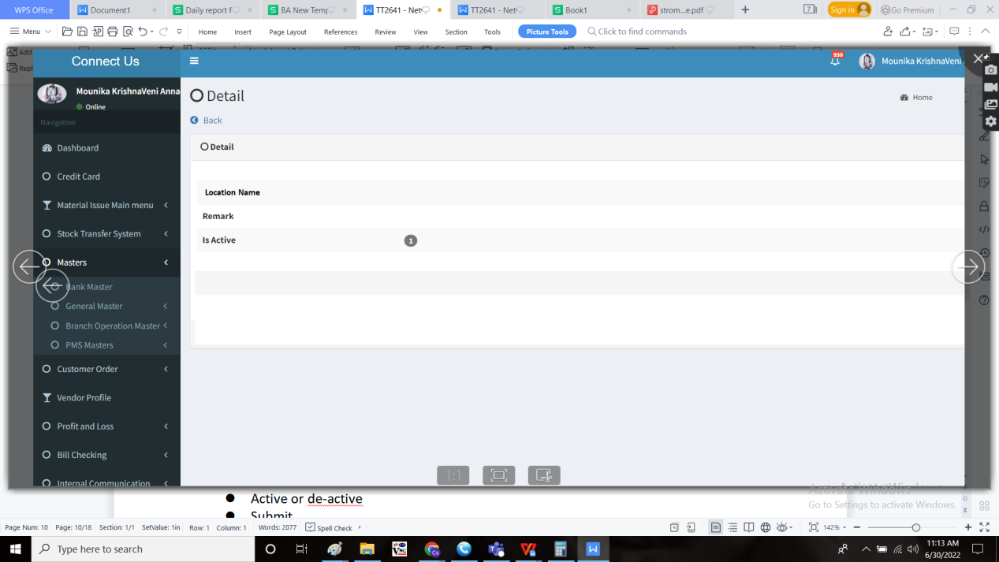 WPS Office Document1 Daily report f BA New Temp TT2641 - Net TT2641 - Net Book1 strom...e.pdf 7 Sign in Go Premium
Menu Home Insert Page Layout References Review View Section Tools Picture Tools Click to find commands
Add
Repl
Connect Us 930 Mounika KrishnaVeni
Mounika KrishnaVeni Anna
Online
Detail
Home
Navigation
Back
Dashboard
Detail
Credit Card
Location Name
Material Issue Main menu
Remark
Stock Transfer System
Is Active 1
Masters
Bank Master
General Master
Branch Operation Master
PMS Masters
Customer Order
Vendor Profile
Profit and Loss
Bill Checking
Internal Communication
1:1
Active or de-active
Submit
Go to Settings to activate Windows.
Page Num: 10 Page: 10/18 Section: 1/1 SetValue: 1in Row: 1 Column: 1 Words: 2077 Spell Check 142%
Type here to search
11:13 AM
6/30/2022